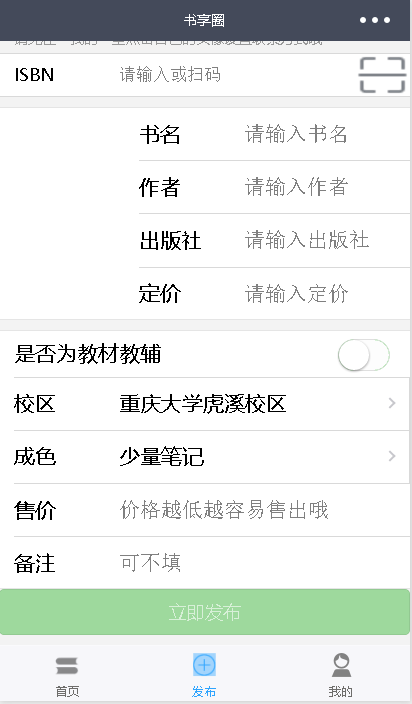 书享圈
ISBN 请输入或扫码
书名 请输入书名
作者 请输入作者
出版社 请输入出版社
定价 请输入定价
是否为教材教辅
校区 重庆大学虎溪校区
成色 少量笔记
售价 价格越低越容易售出哦
备注 可不填
立即发布
首页 发布 我的